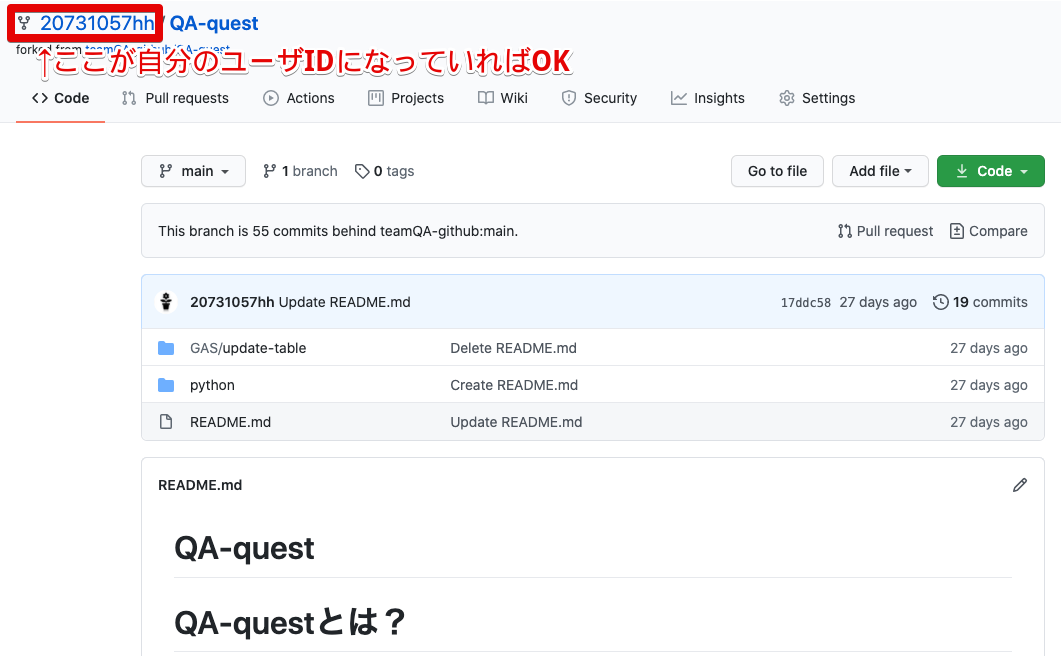 20731057hh / QA-quest
forked from teamQA-github/QA-quest
↑ここが自分のユーザIDになっていればOK
Code Pull requests Actions Projects Wiki Security Insights Settings
main 1 branch 0 tags Go to file Add file Code
This branch is 55 commits behind teamQA-github:main. Pull request Compare
20731057hh Update README.md 17ddc58 27 days ago 19 commits
GAS/update-table Delete README.md 27 days ago
python Create README.md 27 days ago
README.md Update README.md 27 days ago
README.md
QA-quest
QA-questとは？